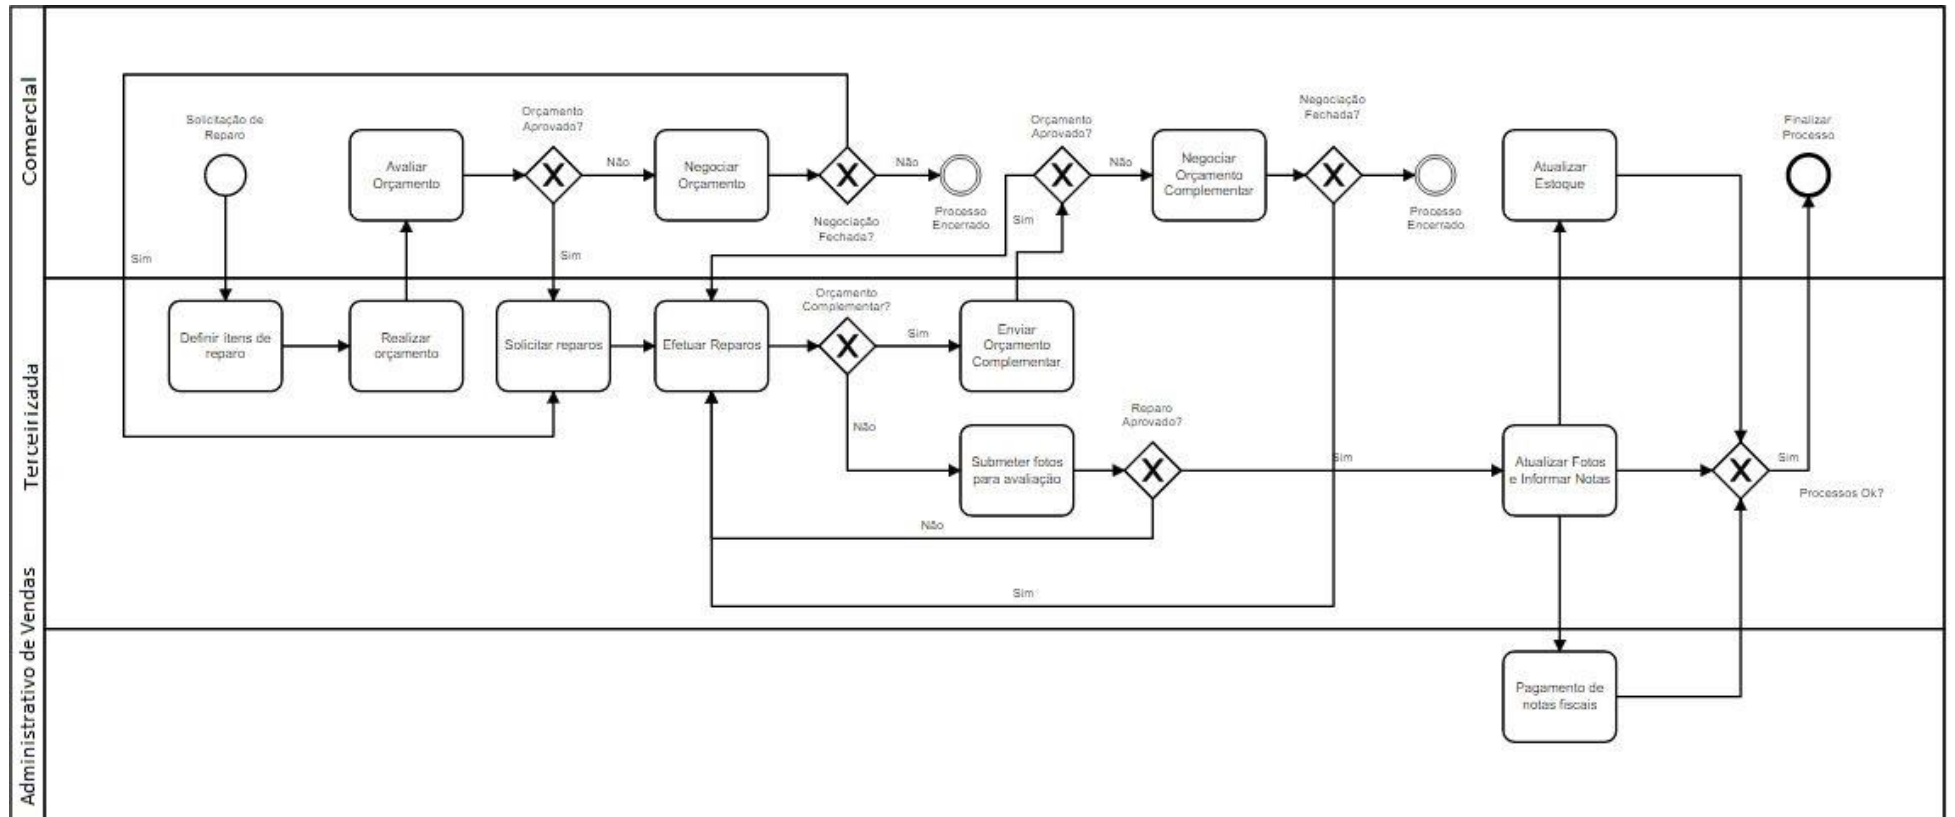 Comercial
Solicitação de
Reparo
Avaliar
Orçamento
Orçamento
Aprovado?
Não
Negociar
Orçamento
Negociação
Fechada?
Não
Processo
Encerrado
Orçamento
Aprovado?
Não
Sim
Negociar
Orçamento
Complementar
Negociação
Fechada?
Processo
Encerrado
Atualizar
Estoque
Finalizar
Processo
Sim
Sim
Terceirizada
Definir ítens de
reparo
Realizar
orçamento
Solicitar reparos
Efetuar Reparos
Orçamento
Complementar?
Sim
Enviar
Orçamento
Complementar
Não
Submeter fotos
para avaliação
Reparo
Aprovado?
Sim
Não
Sim
Atualizar Fotos
e Informar Notas
Sim
Processos Ok?
Administrativo de Vendas
Pagamento de
notas fiscais